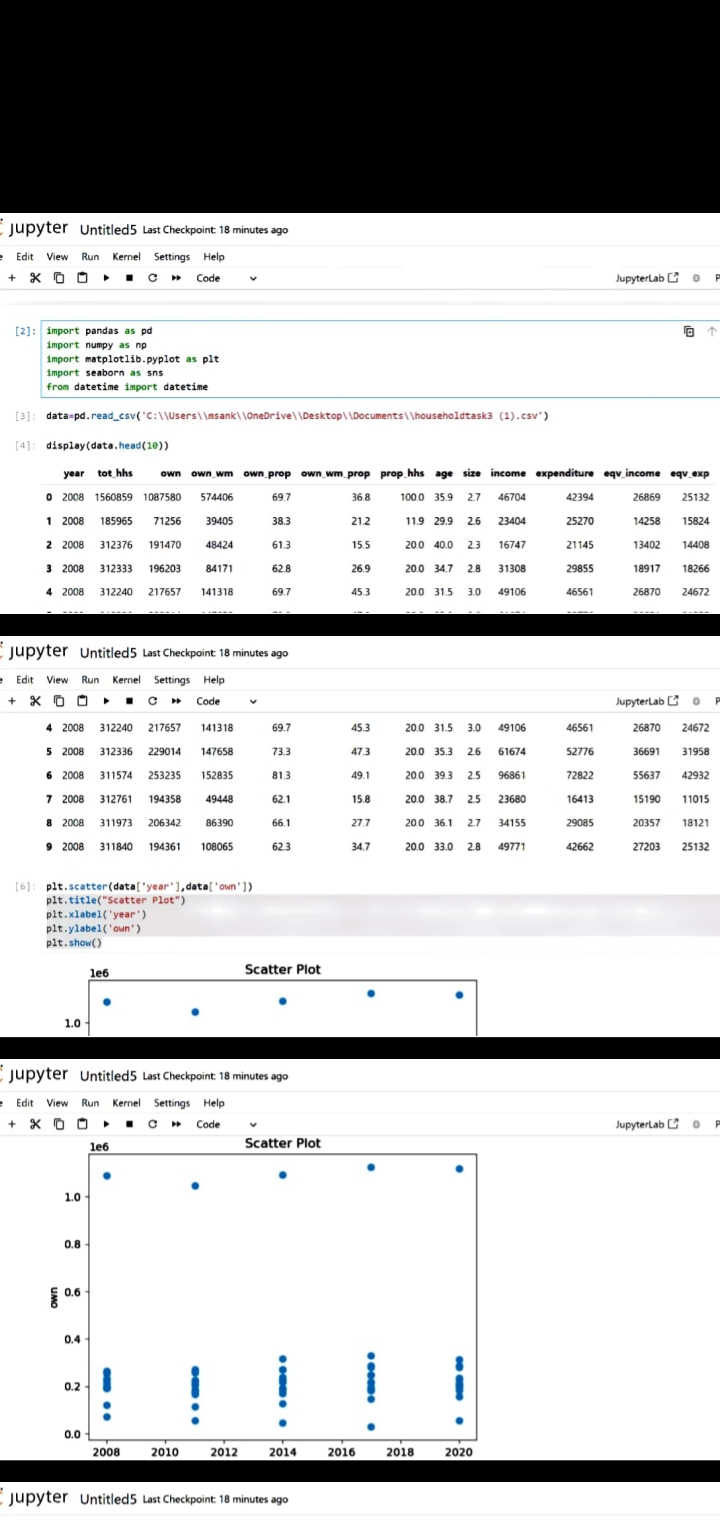 Jupyter Untitled5 Last Checkpoint: 18 minutes ago
Edit View Run Kernel Settings Help
Code JupyterLab
[2]: import pandas as pd
import numpy as np
import matplotlib.pyplot as plt
import seaborn as sns
from datetime import datetime
[3]: data=pd.read_csv('C:\\Users\\msank\\OneDrive\\Desktop\\Documents\\householdtask3 (1).csv')
[4]: display(data.head(10))
year tot_hhs own own_wm own_prop own_wm_prop prop_hhs age size income expenditure eqv_income eqv_exp
0 2008 1560859 1087580 574406 69.7 36.8 100.0 35.9 2.7 46704 42394 26869 25132
1 2008 185965 71256 39405 38.3 21.2 11.9 29.9 2.6 23404 25270 14258 15824
2 2008 312376 191470 48424 61.3 15.5 20.0 40.0 2.3 16747 21145 13402 14408
3 2008 312333 196203 84171 62.8 26.9 20.0 34.7 2.8 31308 29855 18917 18266
4 2008 312240 217657 141318 69.7 45.3 20.0 31.5 3.0 49106 46561 26870 24672
Jupyter Untitled5 Last Checkpoint: 18 minutes ago
Edit View Run Kernel Settings Help
Code JupyterLab
4 2008 312240 217657 141318 69.7 45.3 20.0 31.5 3.0 49106 46561 26870 24672
5 2008 312336 229014 147658 73.3 47.3 20.0 35.3 2.6 61674 52776 36691 31958
6 2008 311574 253235 152835 81.3 49.1 20.0 39.3 2.5 96861 72822 55637 42932
7 2008 312761 194358 49448 62.1 15.8 20.0 38.7 2.5 23680 16413 15190 11015
8 2008 311973 206342 86390 66.1 27.7 20.0 36.1 2.7 34155 29085 20357 18121
9 2008 311840 194361 108065 62.3 34.7 20.0 33.0 2.8 49771 42662 27203 25132
[6]: plt.scatter(data['year'],data['own'])
plt.title("Scatter Plot")
plt.xlabel('year')
plt.ylabel('own')
plt.show()
1e6 Scatter Plot
1.0
Jupyter Untitled5 Last Checkpoint: 18 minutes ago
Edit View Run Kernel Settings Help
Code JupyterLab
1e6 Scatter Plot
1.0
0.8
0.6
own
0.4
0.2
0.0
2008 2010 2012 2014 2016 2018 2020
Jupyter Untitled5 Last Checkpoint: 18 minutes ago